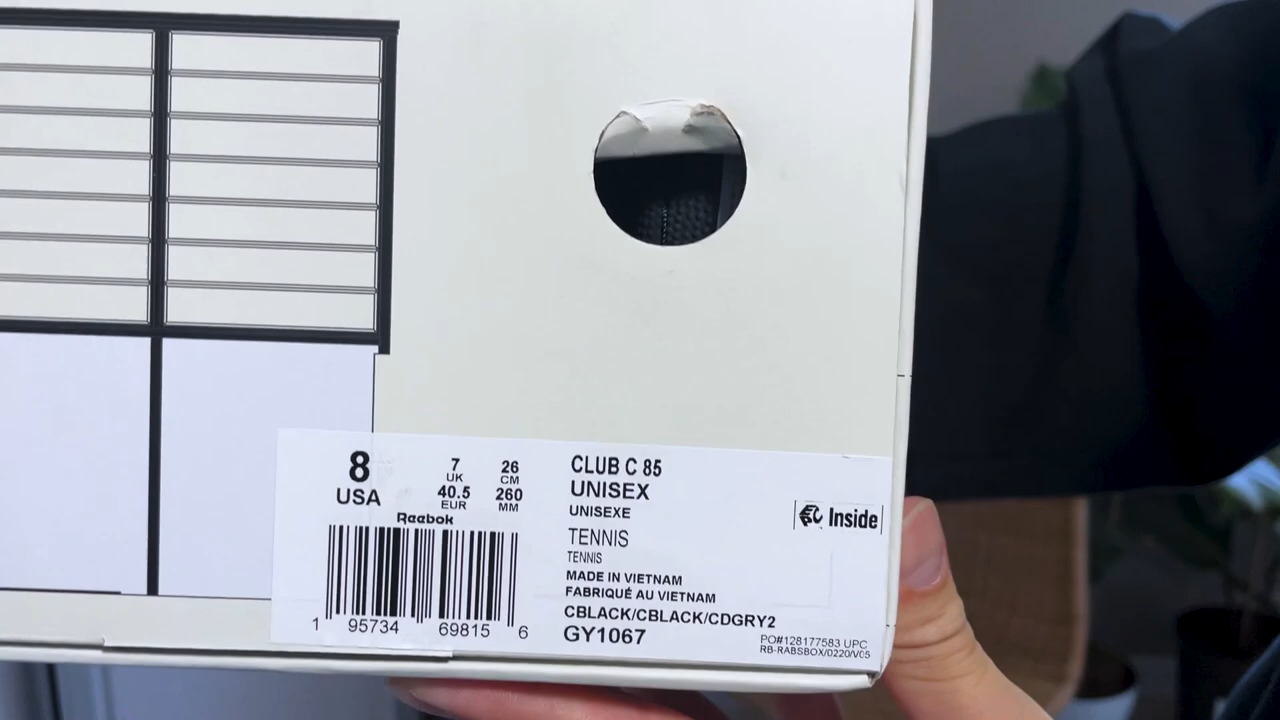 8
USA
7
UK
40.5
EUR
26
CM
260
MM
Reebok
1 95734 69815 6
CLUB C 85
UNISEX
UNISEXE
TENNIS
TENNIS
MADE IN VIETNAM
FABRIQUÉ AU VIETNAM
CBLACK/CBLACK/CDGRY2
GY1067
Inside
PO#128177583 UPC
RB-RABSBOX/0220/V05